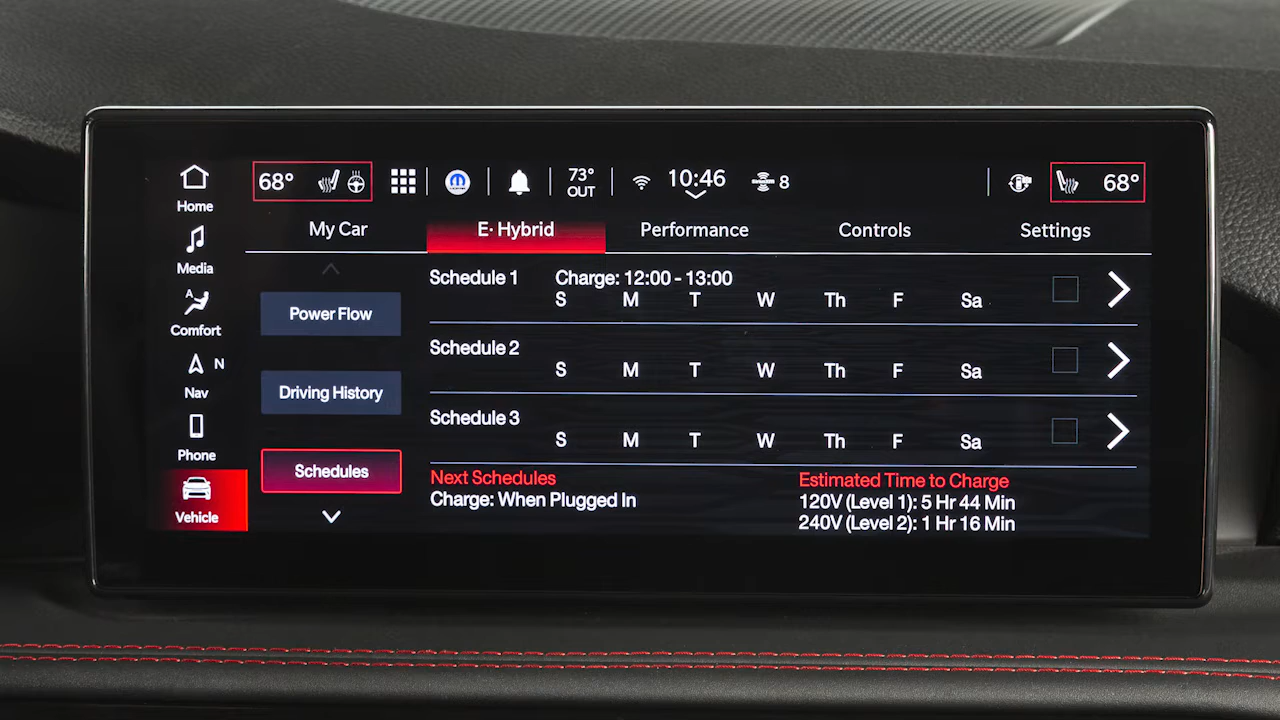 Home
Media
Comfort
N
Nav
Phone
Vehicle
68°
73°
OUT
10:46
8
68°
My Car
E· Hybrid
Performance
Controls
Settings
Power Flow
Driving History
Schedules
Schedule 1 Charge: 12:00 - 13:00
S M T W Th F Sa
Schedule 2
S M T W Th F Sa
Schedule 3
S M T W Th F Sa
Next Schedules
Charge: When Plugged In
Estimated Time to Charge
120V (Level 1): 5 Hr 44 Min
240V (Level 2): 1 Hr 16 Min